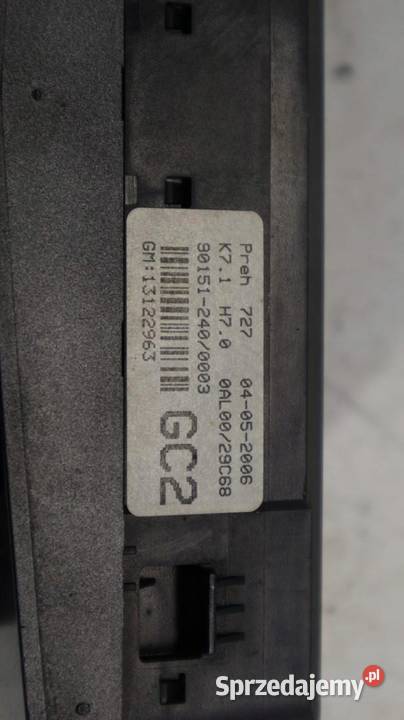 Preh 727 04-05-2006
K7.1 H7.0 0AL00/29C68
90151-240/0003
GM:13122963
GC2
Sprzedajemy.pl